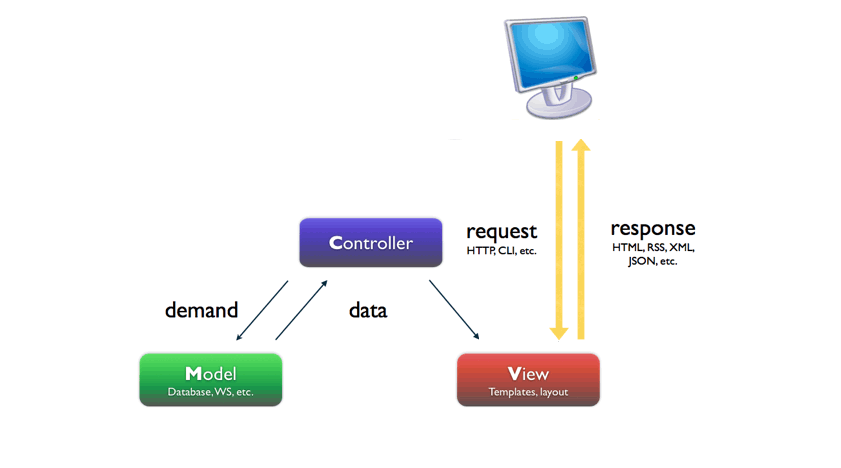 Controller
request
HTTP, CLI, etc.
response
HTML, RSS, XML,
JSON, etc.
demand
data
Model
Database, WS, etc.
View
Templates, layout